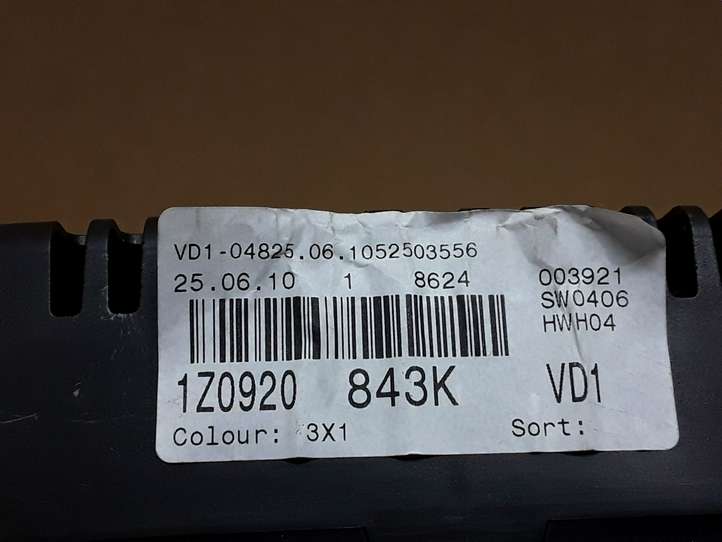 VD1-04825.06.1052503556
25.06.10 1 8624 003921
SW0406
HWH04
1Z0920 843K VD1
Colour: 3X1 Sort: